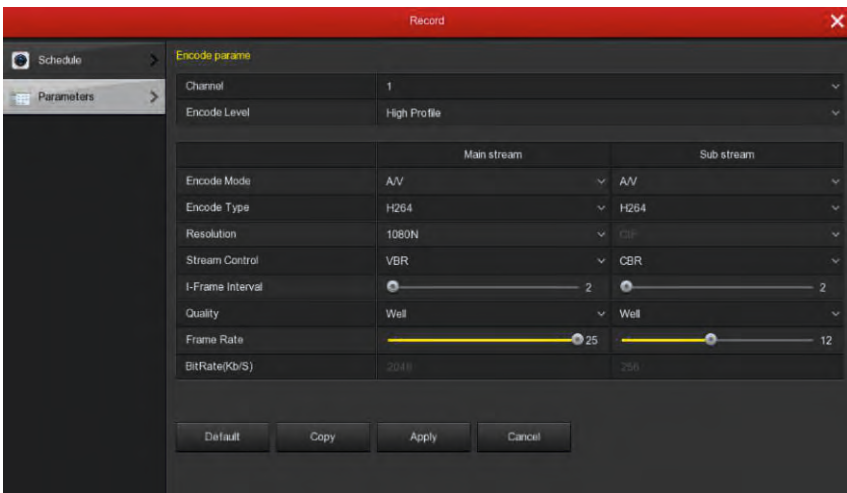 Record
Schedule
Parameters
Encode parame
Channel 1
Encode Level High Profile
Main stream Sub stream
Encode Mode A/V A/V
Encode Type H264 H264
Resolution 1080N CIF
Stream Control VBR CBR
I-Frame Interval 2 2
Quality Well Well
Frame Rate 25 12
BitRate(Kb/S) 2048 256
Default Copy Apply Cancel